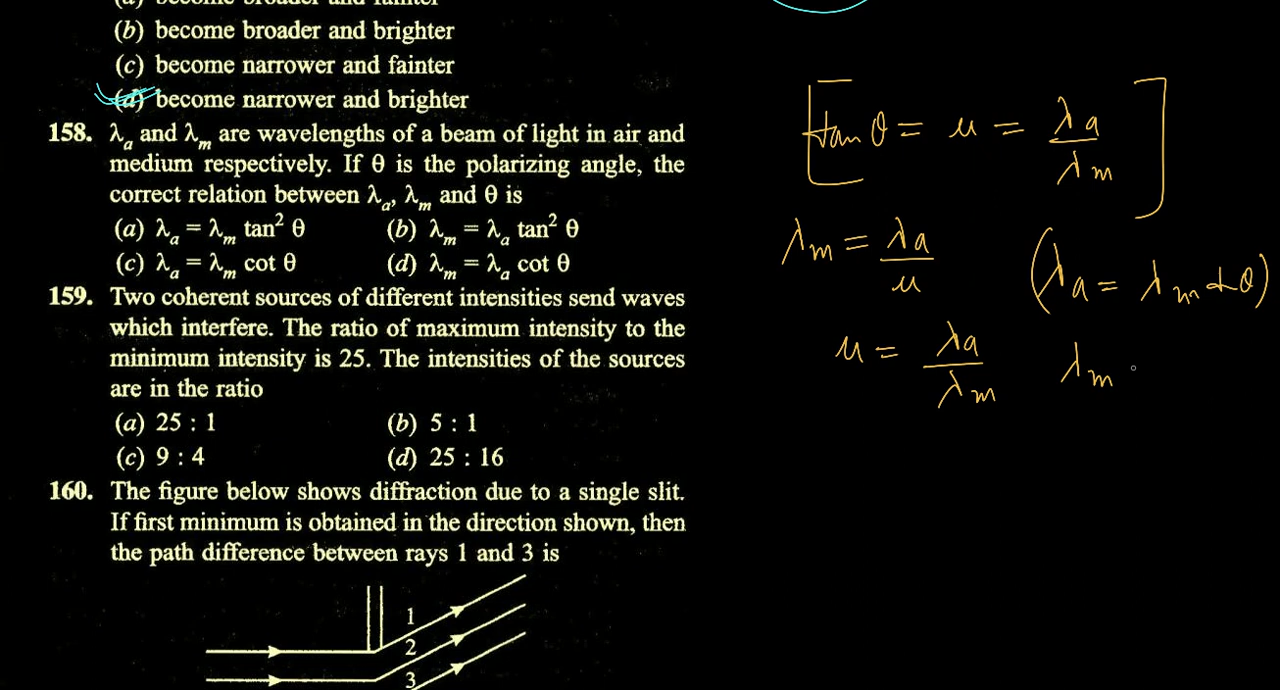 (a) become broader and fainter
(b) become broader and brighter
(c) become narrower and fainter
(d) become narrower and brighter
158. λₐ and λₘ are wavelengths of a beam of light in air and
medium respectively. If θ is the polarizing angle, the
correct relation between λₐ, λₘ and θ is
(a) λₐ = λₘ tan² θ (b) λₘ = λₐ tan² θ
(c) λₐ = λₘ cot θ (d) λₘ = λₐ cot θ
159. Two coherent sources of different intensities send waves
which interfere. The ratio of maximum intensity to the
minimum intensity is 25. The intensities of the sources
are in the ratio
(a) 25 : 1 (b) 5 : 1
(c) 9 : 4 (d) 25 : 16
160. The figure below shows diffraction due to a single slit.
If first minimum is obtained in the direction shown, then
the path difference between rays 1 and 3 is
1
2
3
[tan θ = μ = λa / λm]
λm = λa / μ
(λa = λm + θ)
μ = λa / λm
λm